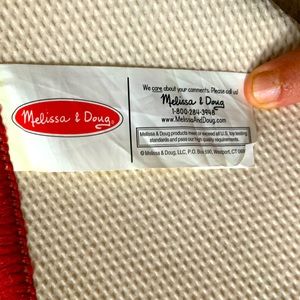 Melissa & Doug
We care about your comments. Please call us!
Melissa & Doug
1-800-284-3948
www.MelissaAndDoug.com
Melissa & Doug products meet or exceed all U.S. toy testing
standards and pass our high quality requirements.
© Melissa & Doug, LLC, P.O. Box 590, Westport, CT